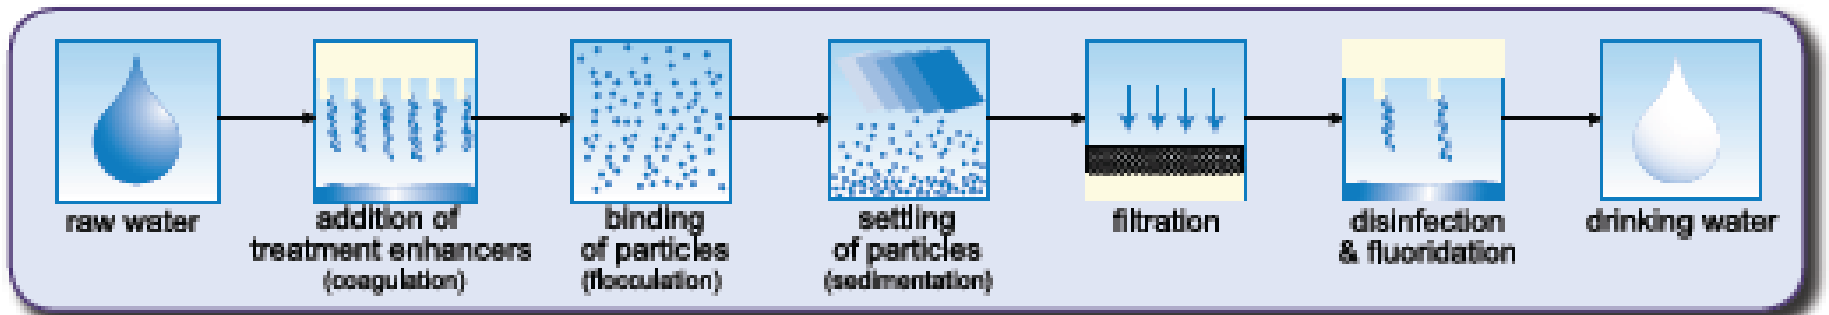 raw water
addition of
treatment enhancers
(coagulation)
binding
of particles
(flocculation)
settling
of particles
(sedimentation)
filtration
disinfection
& fluoridation
drinking water